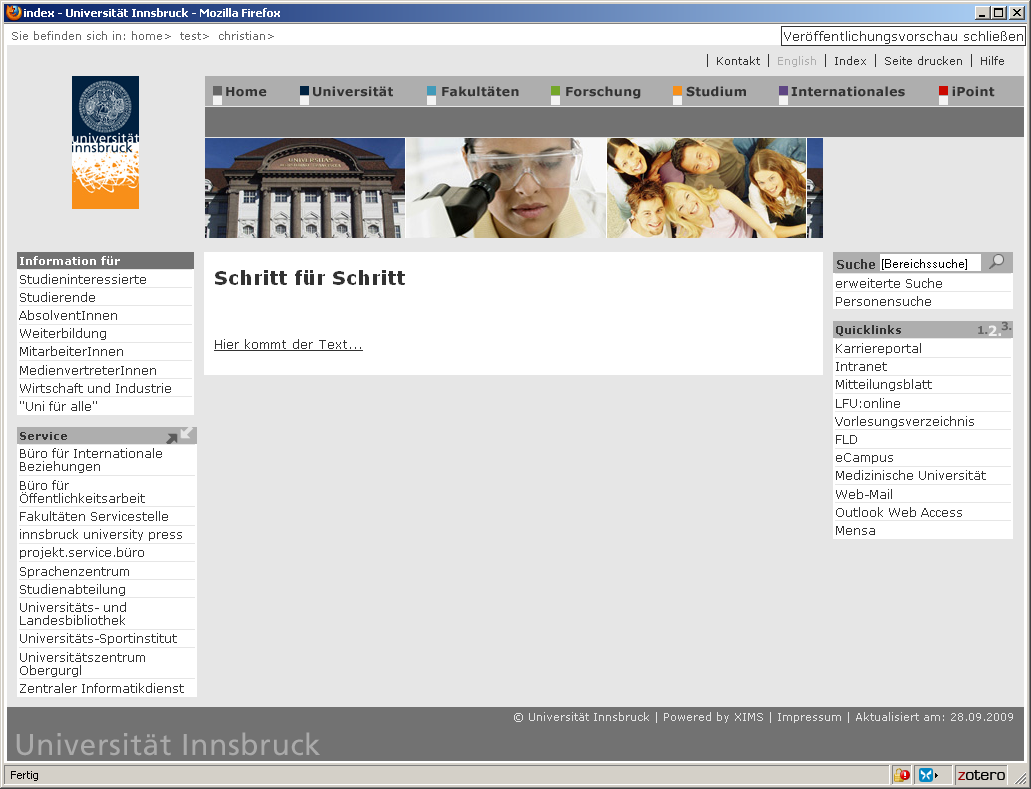 index - Universität Innsbruck - Mozilla Firefox
Sie befinden sich in: home> test> christian>
Veröffentlichungsvorschau schließen
Kontakt | English | Index | Seite drucken | Hilfe
universität
innsbruck
Home Universität Fakultäten Forschung Studium Internationales iPoint
UNIVERSITAS
Information für
Studieninteressierte
Studierende
AbsolventInnen
Weiterbildung
MitarbeiterInnen
MedienvertreterInnen
Wirtschaft und Industrie
"Uni für alle"
Service
Büro für Internationale
Beziehungen
Büro für
Öffentlichkeitsarbeit
Fakultäten Servicestelle
innsbruck university press
projekt.service.büro
Sprachenzentrum
Studienabteilung
Universitäts- und
Landesbibliothek
Universitäts-Sportinstitut
Universitätszentrum
Obergurgl
Zentraler Informatikdienst
Schritt für Schritt
Hier kommt der Text...
Suche [Bereichssuche]
erweiterte Suche
Personensuche
Quicklinks 1.2.3.
Karriereportal
Intranet
Mitteilungsblatt
LFU:online
Vorlesungsverzeichnis
FLD
eCampus
Medizinische Universität
Web-Mail
Outlook Web Access
Mensa
© Universität Innsbruck | Powered by XIMS | Impressum | Aktualisiert am: 28.09.2009
Universität Innsbruck
Fertig
zotero